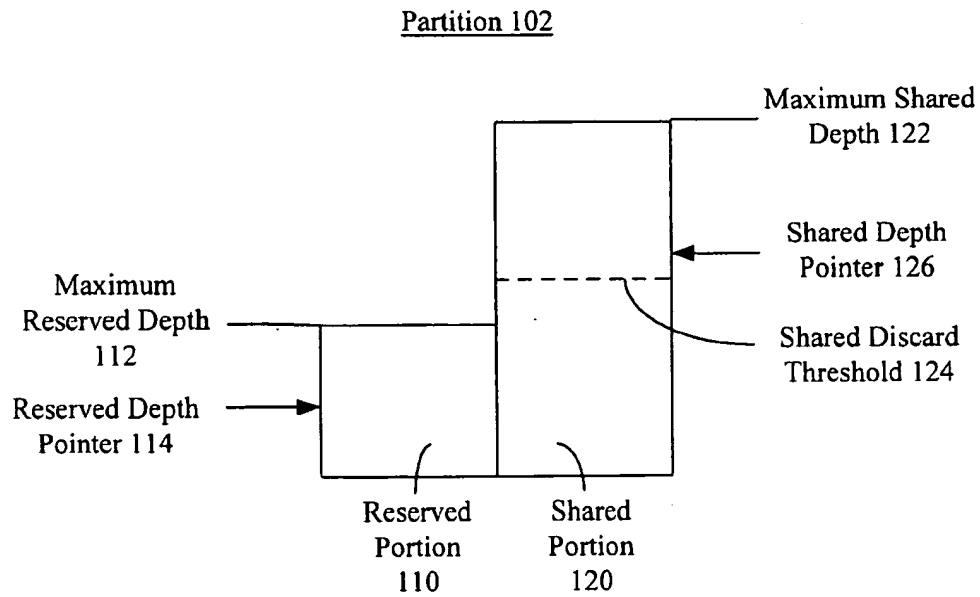 Partition 102
Maximum Shared
Depth 122
Shared Depth
Pointer 126
Maximum
Reserved Depth
112
Shared Discard
Threshold 124
Reserved Depth
Pointer 114
Reserved
Portion
110
Shared
Portion
120